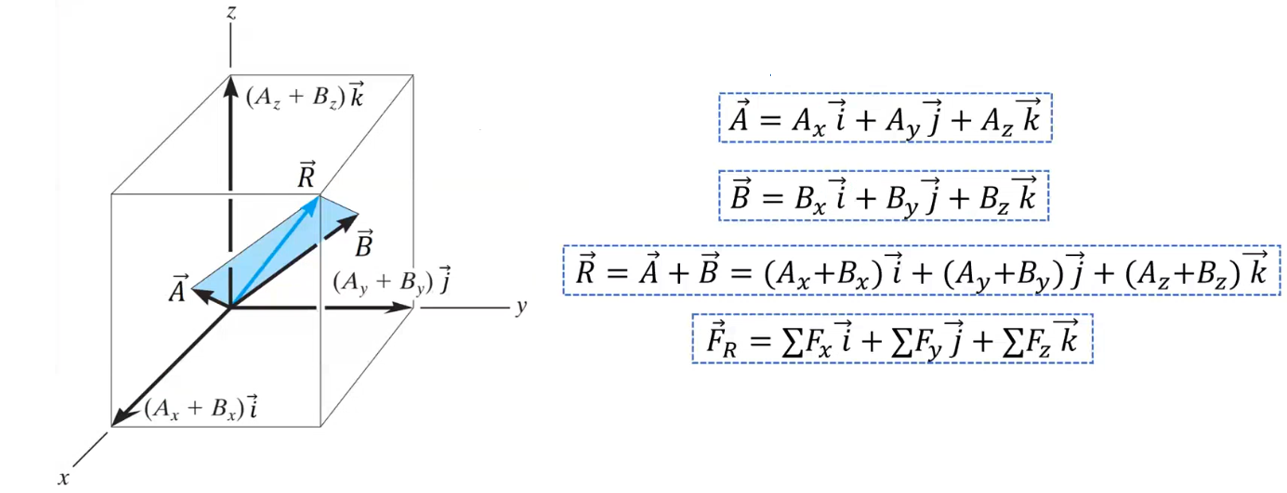 z
(A_z + B_z) k⃗
R⃗
B⃗
A⃗
(A_y + B_y) j⃗
y
(A_x + B_x) i⃗
x
A⃗ = A_x i⃗ + A_y j⃗ + A_z k⃗
B⃗ = B_x i⃗ + B_y j⃗ + B_z k⃗
R⃗ = A⃗ + B⃗ = (A_x+B_x) i⃗ + (A_y+B_y) j⃗ + (A_z+B_z) k⃗
F⃗_R = ∑F_x i⃗ + ∑F_y j⃗ + ∑F_z k⃗